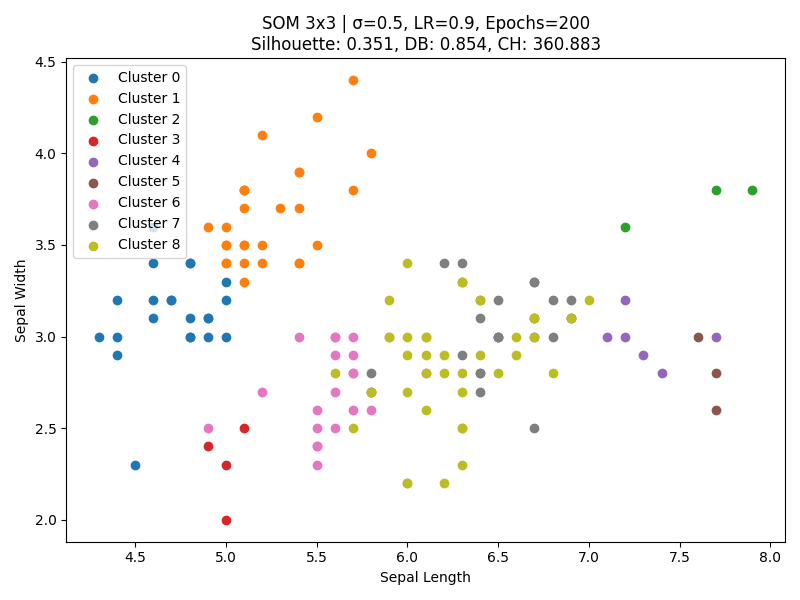 SOM 3x3 | σ=0.5, LR=0.9, Epochs=200
Silhouette: 0.351, DB: 0.854, CH: 360.883
Cluster 0
Cluster 1
Cluster 2
Cluster 3
Cluster 4
Cluster 5
Cluster 6
Cluster 7
Cluster 8
4.5
4.0
3.5
3.0
2.5
2.0
Sepal Width
4.5 5.0 5.5 6.0 6.5 7.0 7.5 8.0
Sepal Length